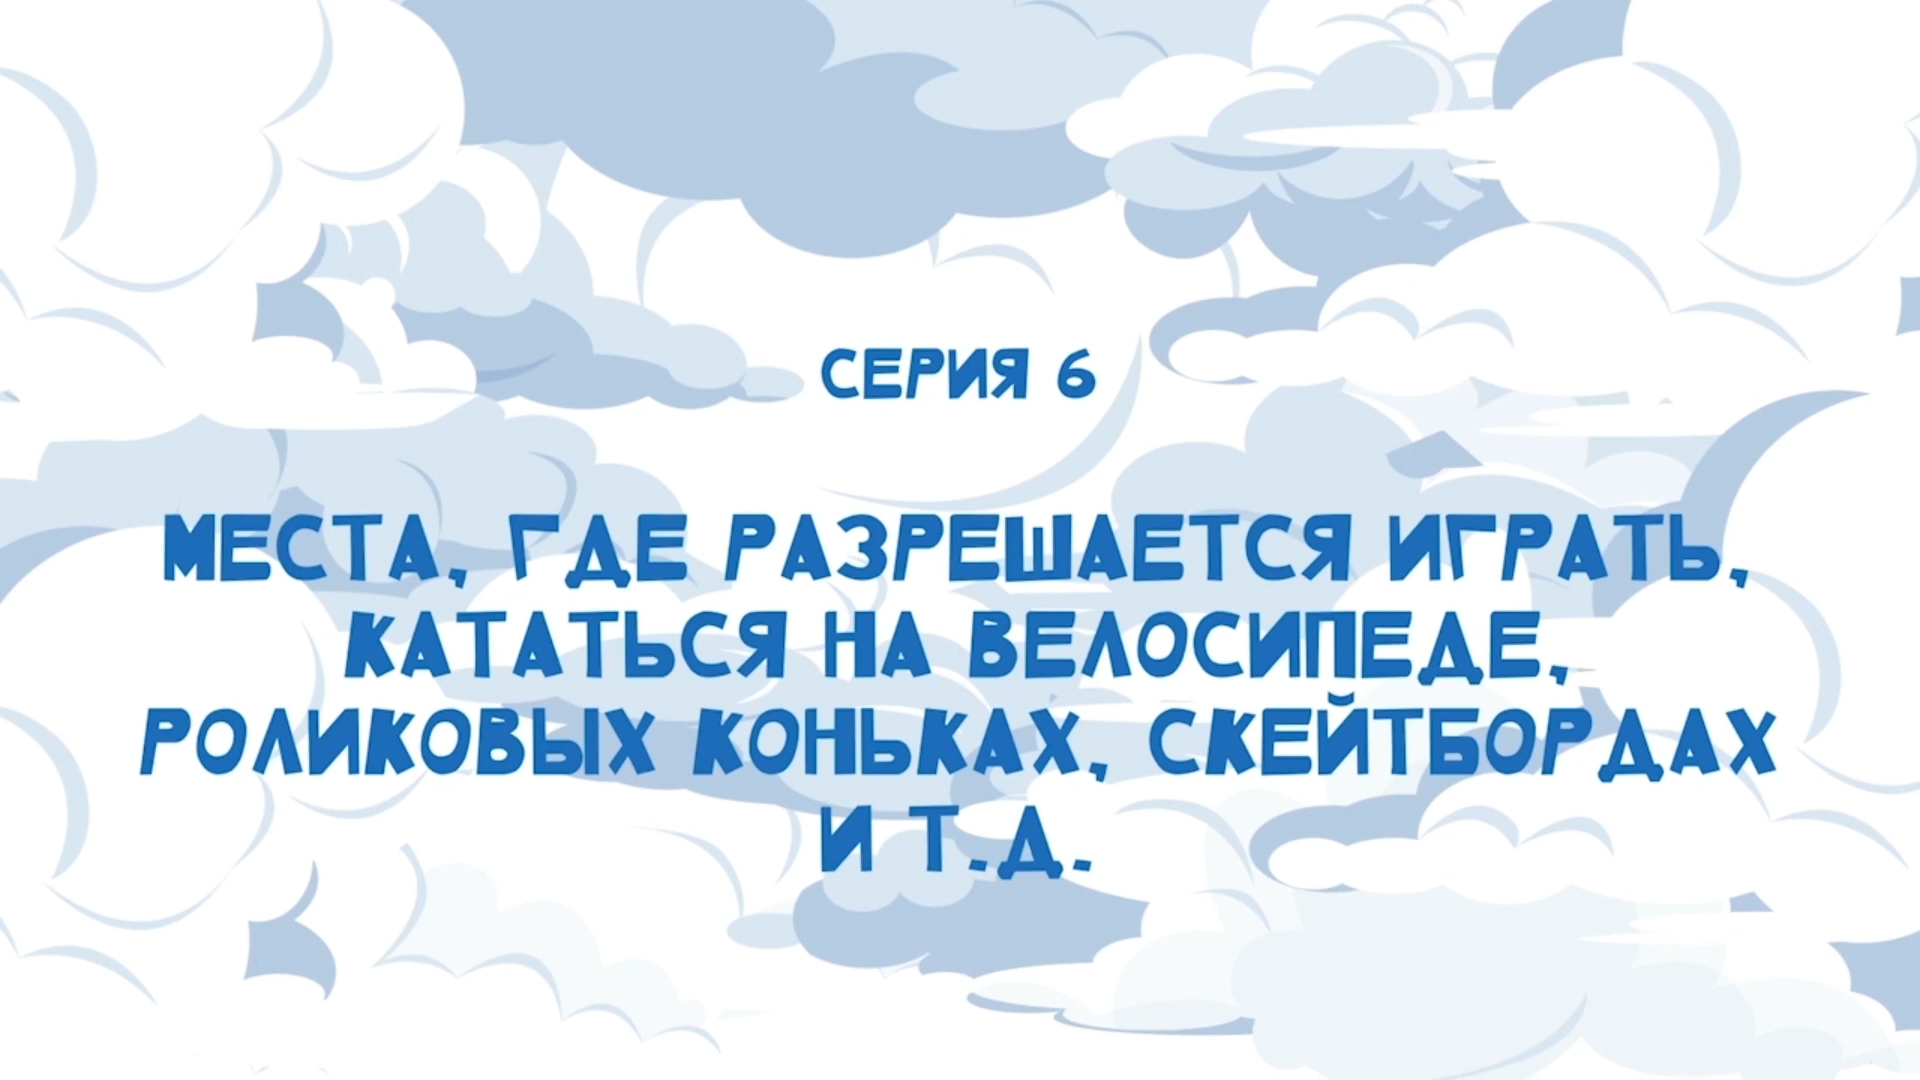 СЕРИЯ 6
МЕСТА, ГДЕ РАЗРЕШАЕТСЯ ИГРАТЬ,
КАТАТЬСЯ НА ВЕЛОСИПЕДЕ,
РОЛИКОВЫХ КОНЬКАХ, СКЕЙТБОРДАХ
И Т.Д.